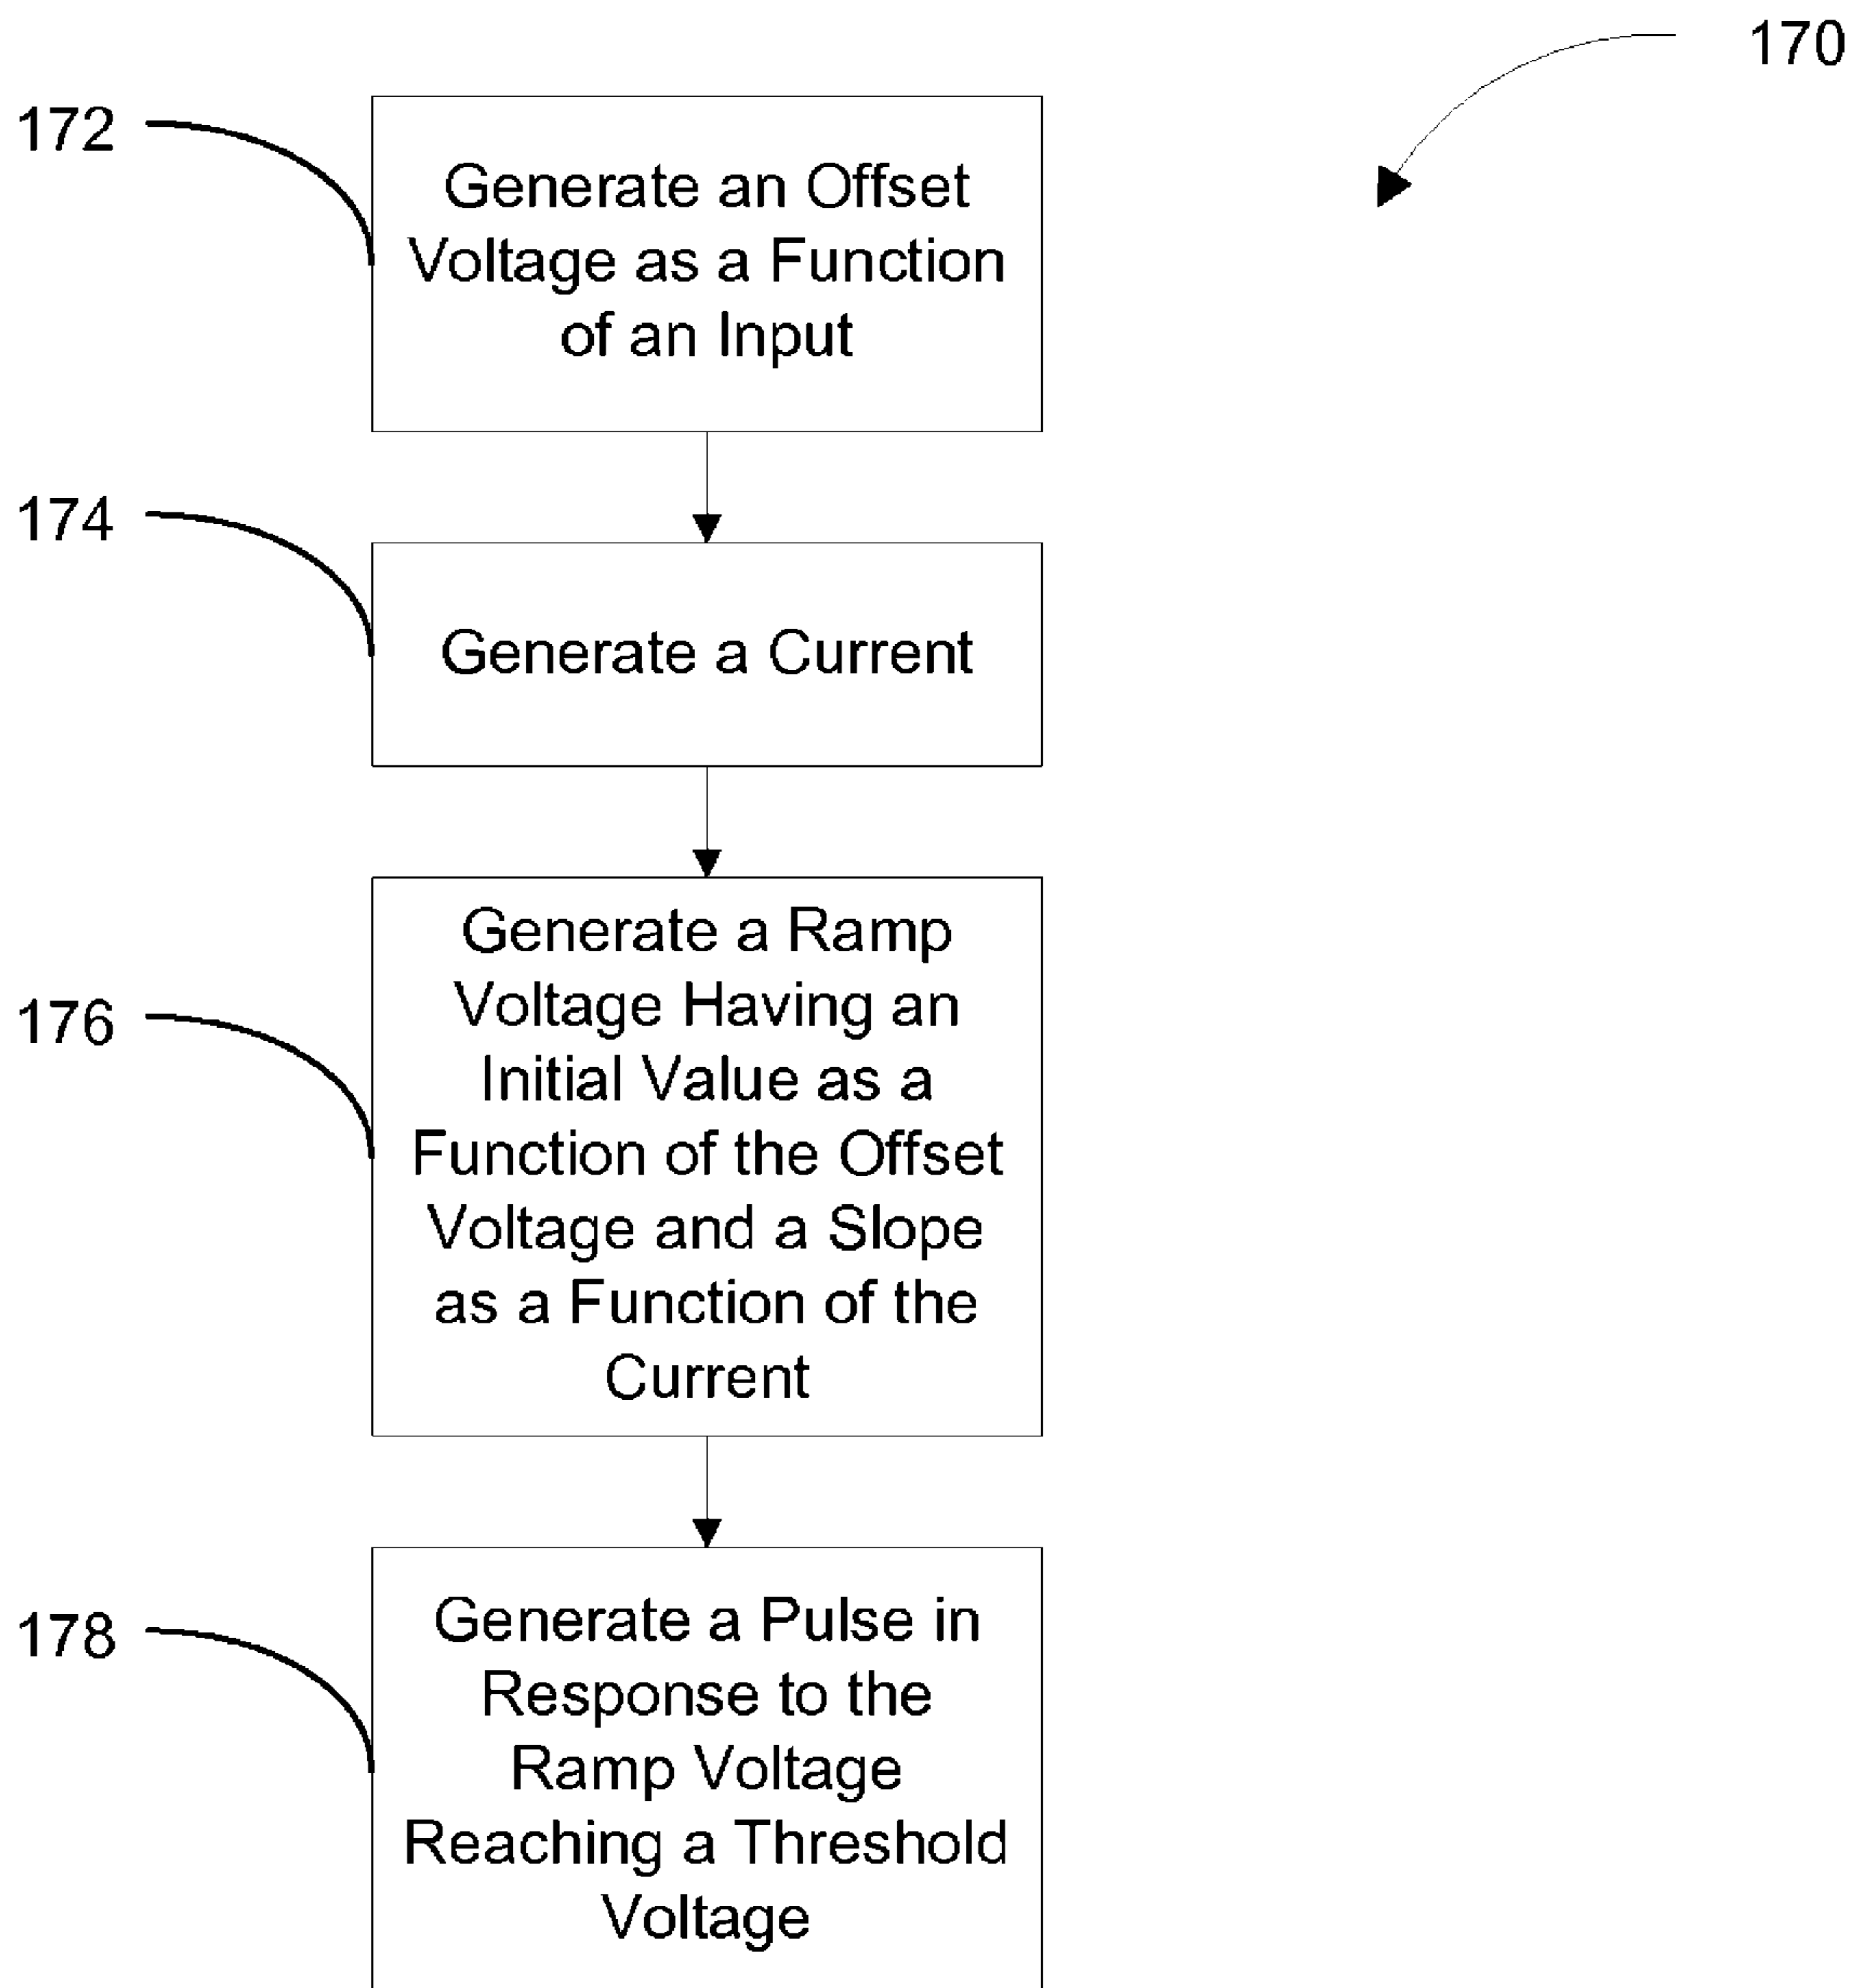 170
172
Generate an Offset
Voltage as a Function
of an Input
174
Generate a Current
176
Generate a Ramp
Voltage Having an
Initial Value as a
Function of the Offset
Voltage and a Slope
as a Function of the
Current
178
Generate a Pulse in
Response to the
Ramp Voltage
Reaching a Threshold
Voltage